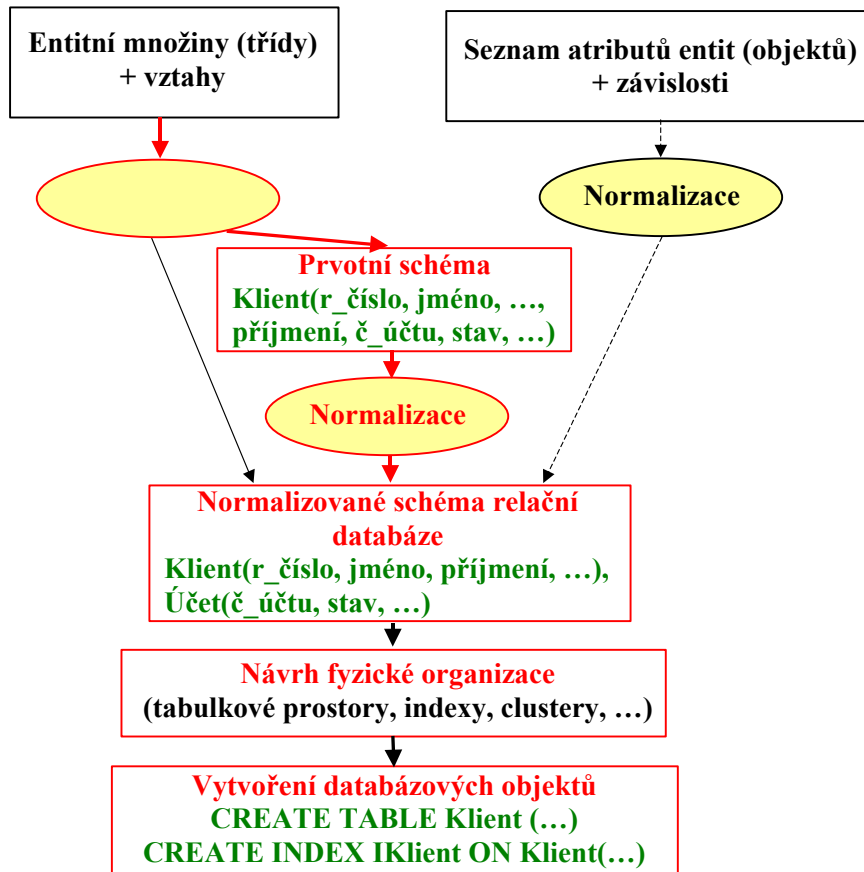 Entitní množiny (třídy)
+ vztahy
Seznam atributů entit (objektů)
+ závislosti
Normalizace
Prvotní schéma
Klient(r_číslo, jméno, …,
příjmení, č_účtu, stav, …)
Normalizace
Normalizované schéma relační
databáze
Klient(r_číslo, jméno, příjmení, …),
Účet(č_účtu, stav, …)
Návrh fyzické organizace
(tabulkové prostory, indexy, clustery, …)
Vytvoření databázových objektů
CREATE TABLE Klient (…)
CREATE INDEX IKlient ON Klient(…)